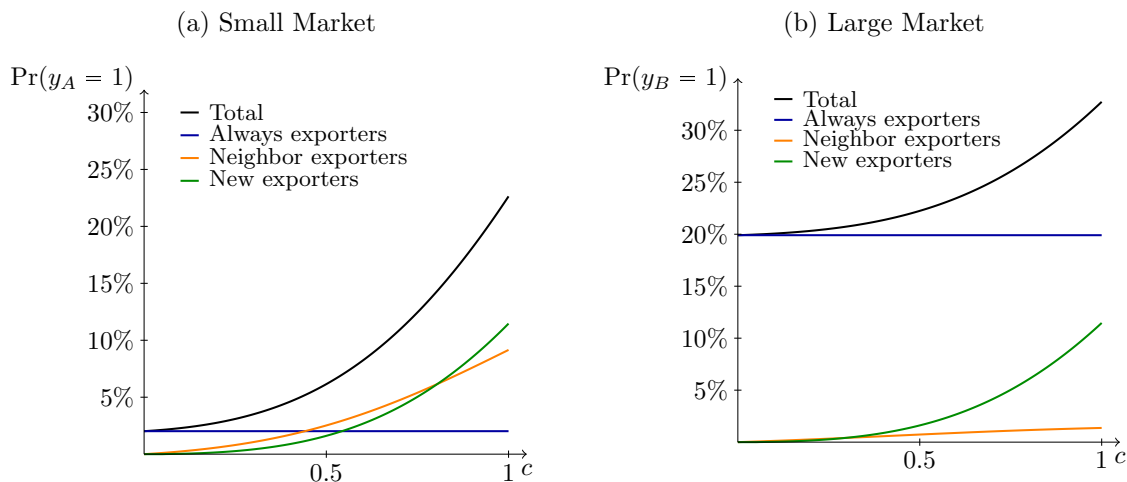 (a) Small Market
Pr(y_A = 1)
30%
25%
20%
15%
10%
5%
Total
Always exporters
Neighbor exporters
New exporters
0.5
1
c
(b) Large Market
Pr(y_B = 1)
30%
25%
20%
15%
10%
5%
Total
Always exporters
Neighbor exporters
New exporters
0.5
1
c